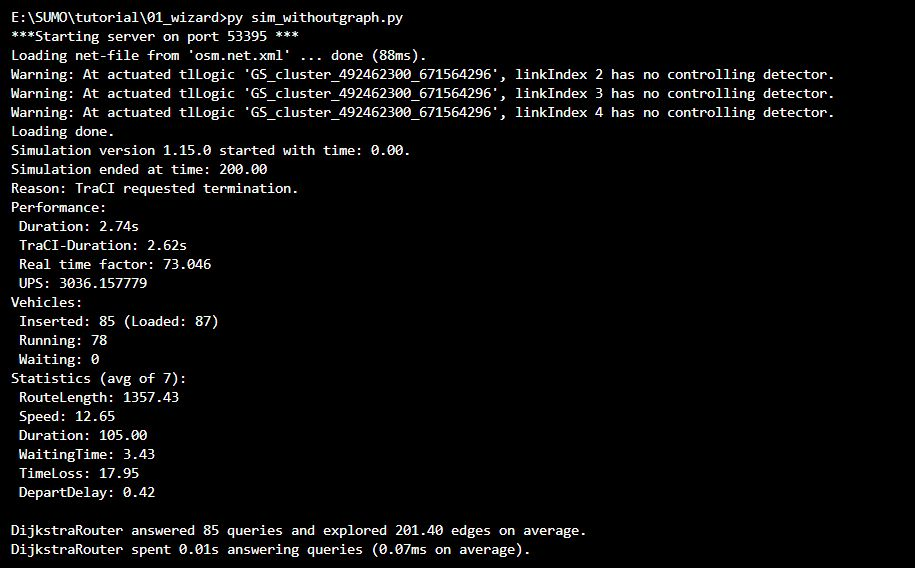 E:\SUMO\tutorial\01_wizard>py sim_withoutgraph.py
***Starting server on port 53395 ***
Loading net-file from 'osm.net.xml' ... done (88ms).
Warning: At actuated tlLogic 'GS_cluster_492462300_671564296', linkIndex 2 has no controlling detector.
Warning: At actuated tlLogic 'GS_cluster_492462300_671564296', linkIndex 3 has no controlling detector.
Warning: At actuated tlLogic 'GS_cluster_492462300_671564296', linkIndex 4 has no controlling detector.
Loading done.
Simulation version 1.15.0 started with time: 0.00.
Simulation ended at time: 200.00
Reason: TraCI requested termination.
Performance:
 Duration: 2.74s
 TraCI-Duration: 2.62s
 Real time factor: 73.046
 UPS: 3036.157779
Vehicles:
 Inserted: 85 (Loaded: 87)
 Running: 78
 Waiting: 0
Statistics (avg of 7):
 RouteLength: 1357.43
 Speed: 12.65
 Duration: 105.00
 WaitingTime: 3.43
 TimeLoss: 17.95
 DepartDelay: 0.42

DijkstraRouter answered 85 queries and explored 201.40 edges on average.
DijkstraRouter spent 0.01s answering queries (0.07ms on average).